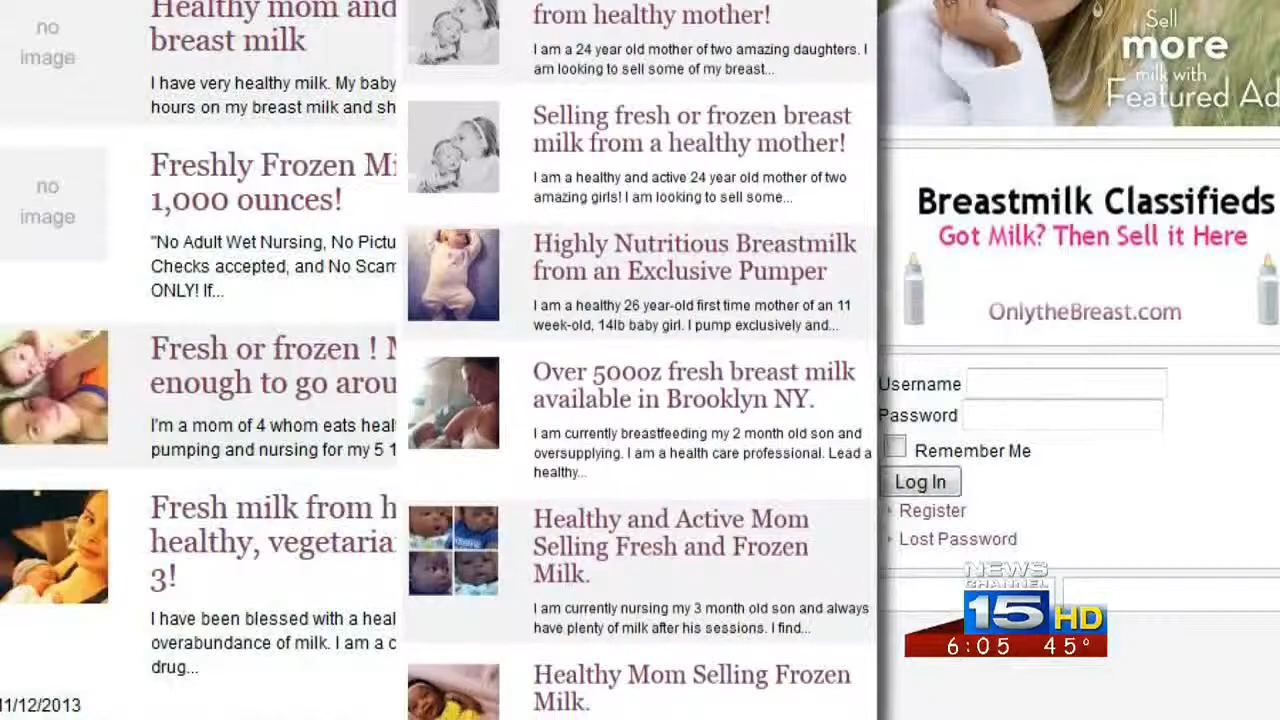 no
image
Healthy mom and
breast milk
I have very healthy milk. My baby
hours on my breast milk and sh
no
image
Freshly Frozen Mi
1,000 ounces!
"No Adult Wet Nursing, No Pictu
Checks accepted, and No Scam
ONLY! If...
Fresh or frozen !
enough to go arou
I'm a mom of 4 whom eats heal
pumping and nursing for my 5 1
Fresh milk from h
healthy, vegetaria
3!
I have been blessed with a heal
overabundance of milk. I am a c
drug...
11/12/2013
from healthy mother!
I am a 24 year old mother of two amazing daughters. I
am looking to sell some of my breast...
Selling fresh or frozen breast
milk from a healthy mother!
I am a healthy and active 24 year old mother of two
amazing girls! I am looking to sell some...
Highly Nutritious Breastmilk
from an Exclusive Pumper
I am a healthy 26 year-old first time mother of an 11
week-old, 14lb baby girl. I pump exclusively and...
Over 500oz fresh breast milk
available in Brooklyn NY.
I am currently breastfeeding my 2 month old son and
oversupplying. I am a health care professional. Lead a
healthy...
Healthy and Active Mom
Selling Fresh and Frozen
Milk.
I am currently nursing my 3 month old son and always
have plenty of milk after his sessions. I find...
Healthy Mom Selling Frozen
Milk.
Sell
more
milk with
Featured Ad
Breastmilk Classifieds
Got Milk? Then Sell it Here
OnlytheBreast.com
Username
Password
Remember Me
Log In
Register
Lost Password
NEWS
CHANNEL
15 HD
6:05 45°